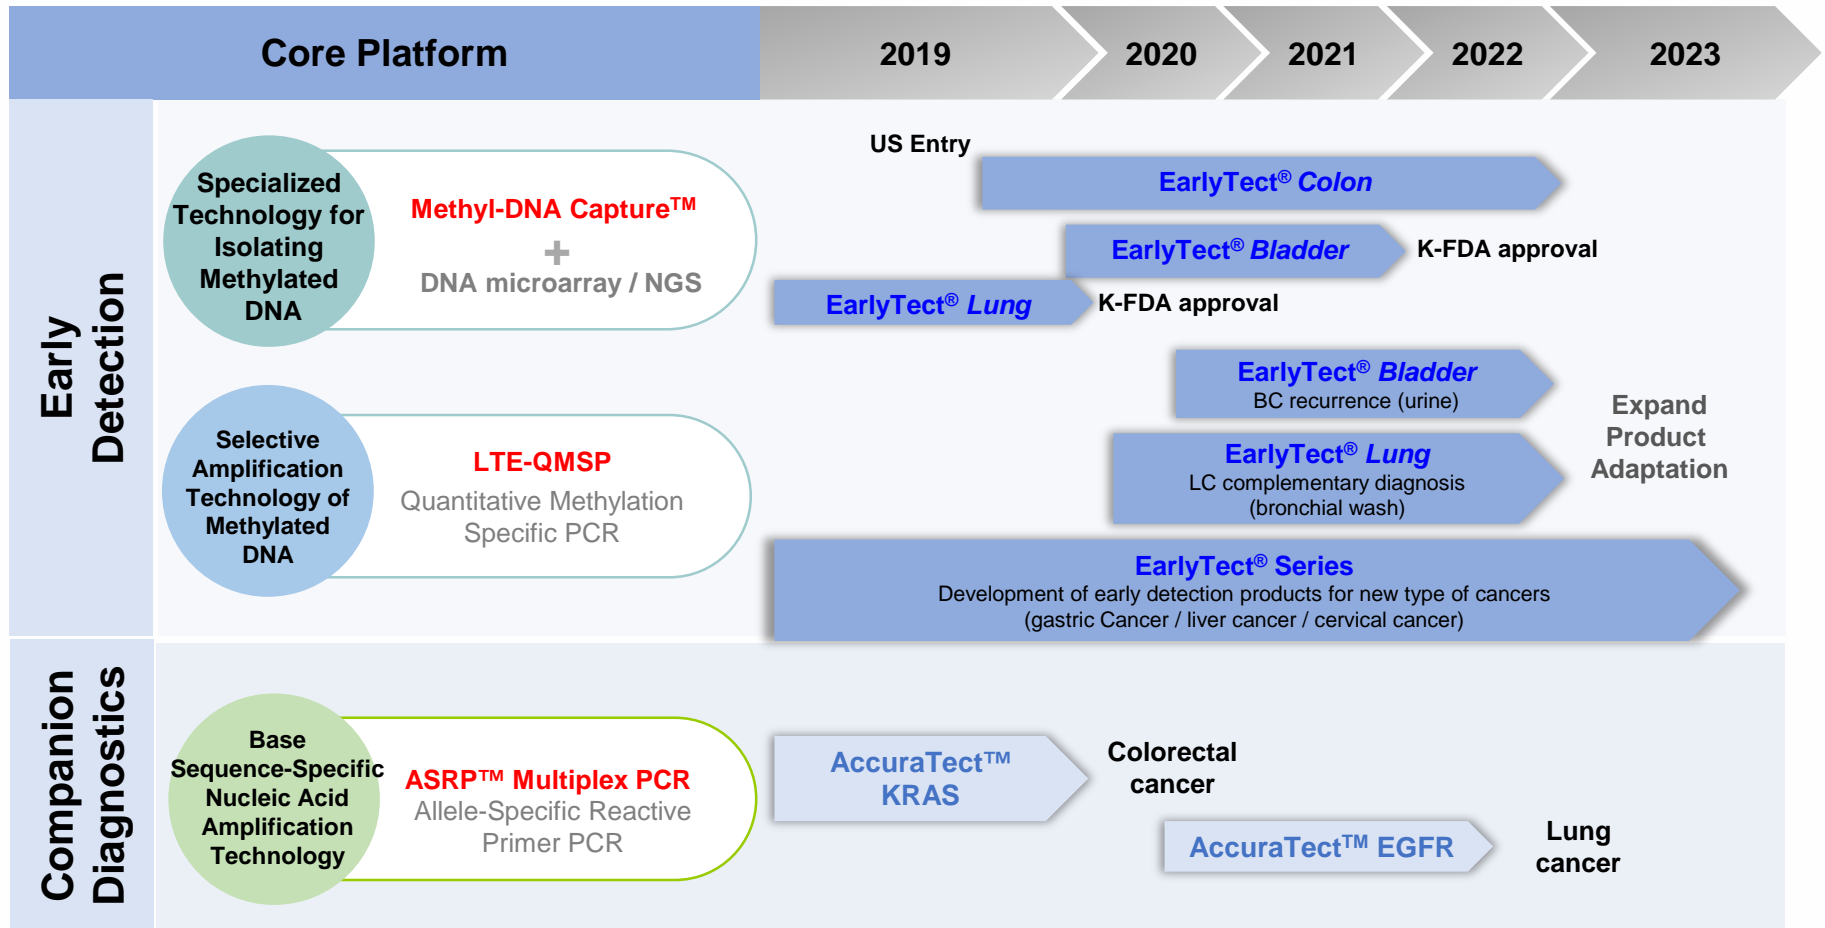 Core Platform
2019
2020
2021
2022
2023
Early
Detection
Specialized
Technology for
Isolating
Methylated
DNA
Methyl-DNA Capture™
+
DNA microarray / NGS
US Entry
EarlyTect® Colon
EarlyTect® Bladder
K-FDA approval
EarlyTect® Lung
K-FDA approval
Selective
Amplification
Technology of
Methylated
DNA
LTE-QMSP
Quantitative Methylation
Specific PCR
EarlyTect® Bladder
BC recurrence (urine)
EarlyTect® Lung
LC complementary diagnosis
(bronchial wash)
Expand
Product
Adaptation
EarlyTect® Series
Development of early detection products for new type of cancers
(gastric Cancer / liver cancer / cervical cancer)
Companion
Diagnostics
Base
Sequence-Specific
Nucleic Acid
Amplification
Technology
ASRP™ Multiplex PCR
Allele-Specific Reactive
Primer PCR
AccuraTect™
KRAS
Colorectal
cancer
AccuraTect™ EGFR
Lung
cancer